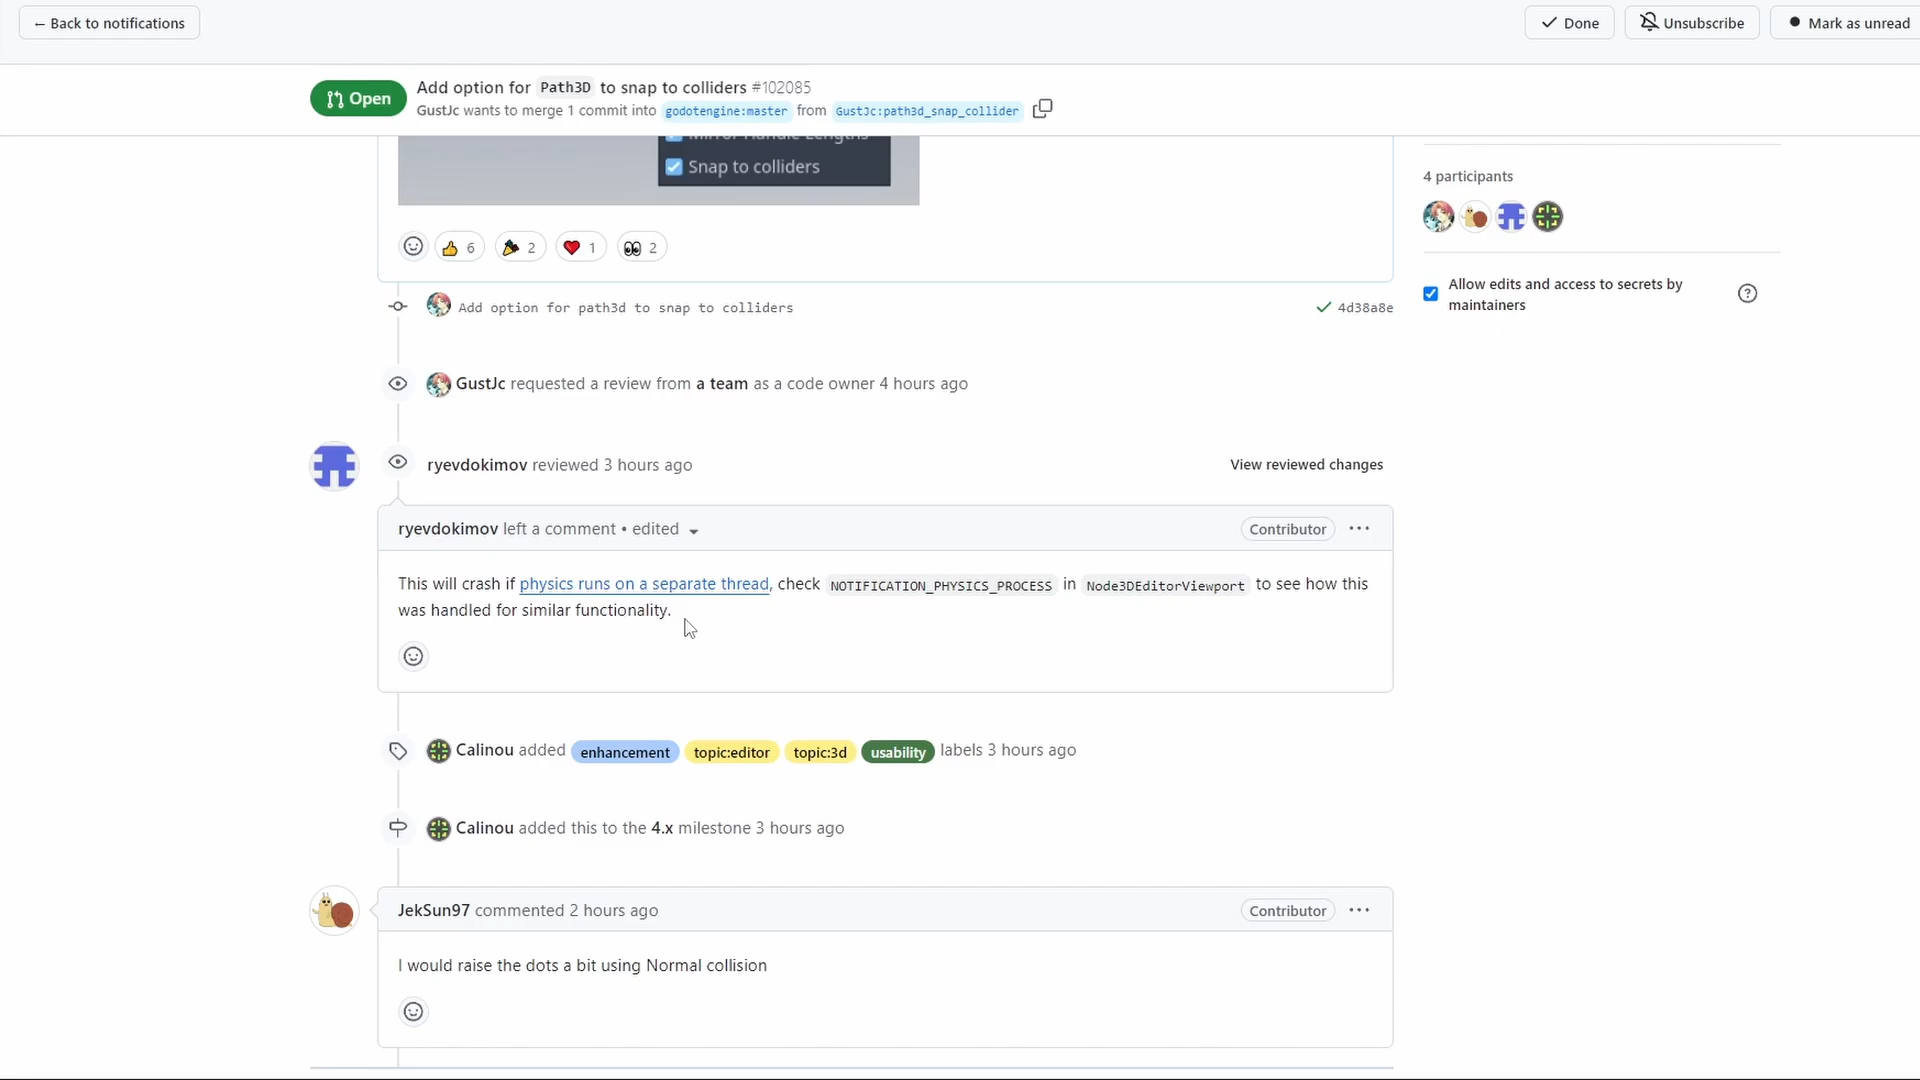 ← Back to notifications
Done
Unsubscribe
Mark as unread
Open
Add option for Path3D to snap to colliders #102085
GustJc wants to merge 1 commit into godotengine:master from GustJc:path3d_snap_collider
Mirror Handle Lengths
Snap to colliders
6
2
1
2
4 participants
Allow edits and access to secrets by
maintainers
Add option for path3d to snap to colliders
4d38a8e
GustJc requested a review from a team as a code owner 4 hours ago
ryevdokimov reviewed 3 hours ago
View reviewed changes
ryevdokimov left a comment • edited
Contributor
This will crash if physics runs on a separate thread, check NOTIFICATION_PHYSICS_PROCESS in Node3DEditorViewport to see how this
was handled for similar functionality.
Calinou added enhancement topic:editor topic:3d usability labels 3 hours ago
Calinou added this to the 4.x milestone 3 hours ago
JekSun97 commented 2 hours ago
Contributor
I would raise the dots a bit using Normal collision